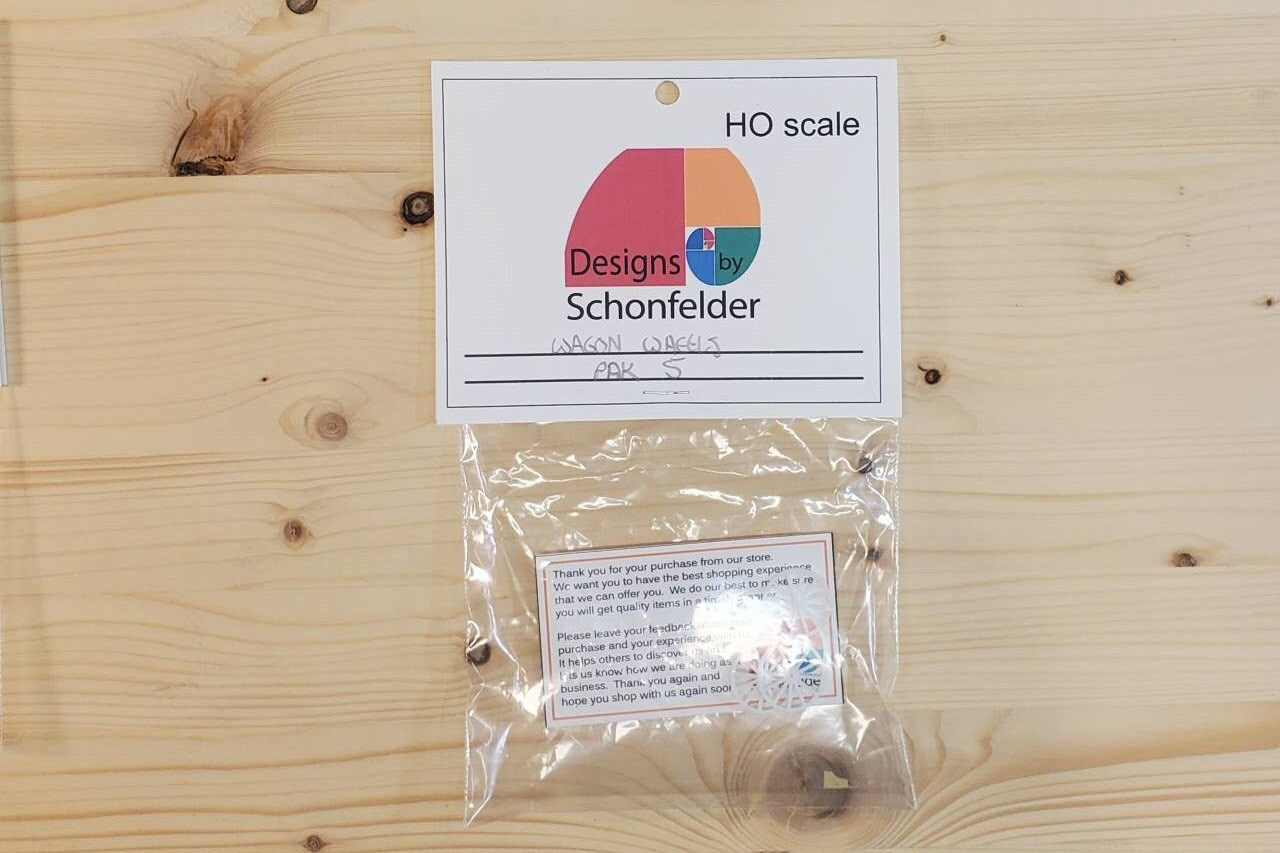 HO scale
Designs by
Schonfelder
WAGON WHEELS
PAK 5
Thank you for your purchase from our store.
We want you to have the best shopping experience
that we can offer you. We do our best to make sure
you will get quality items in a
Please leave your feedback about your
purchase and your experience
It helps others to discover us
us know how we are doing as
business. Thank you again and
hope you shop with us again soon